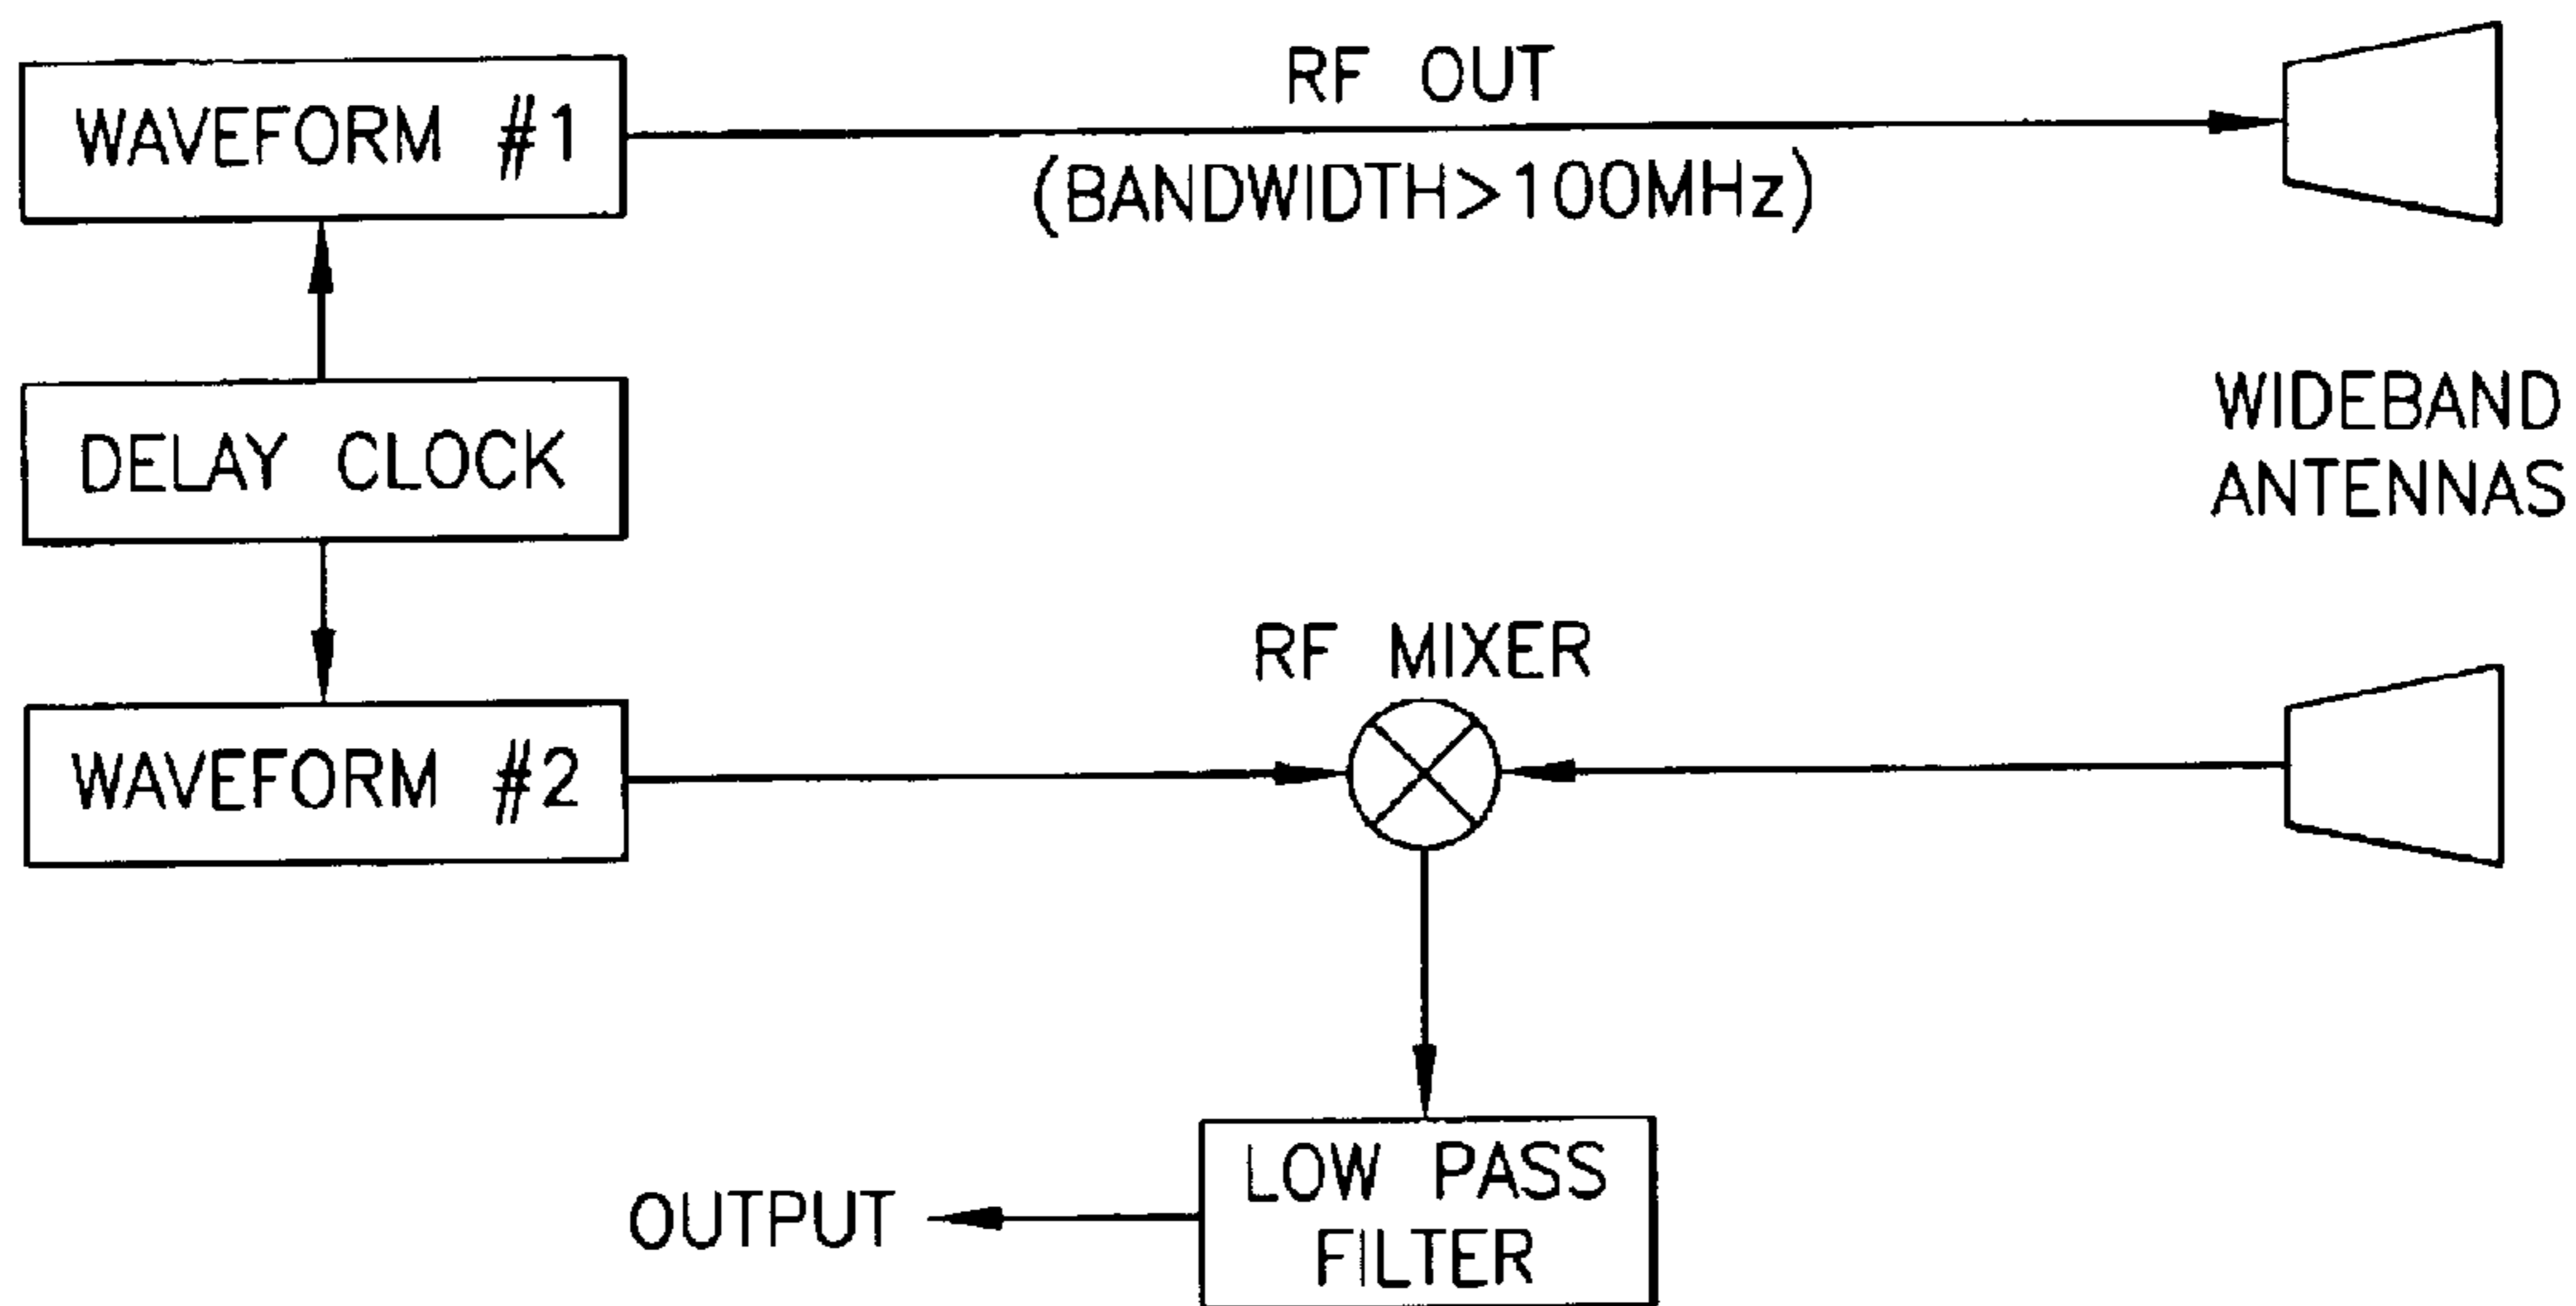 WAVEFORM #1
RF OUT
(BANDWIDTH>100MHz)
DELAY CLOCK
WIDEBAND
ANTENNAS
RF MIXER
WAVEFORM #2
LOW PASS
FILTER
OUTPUT